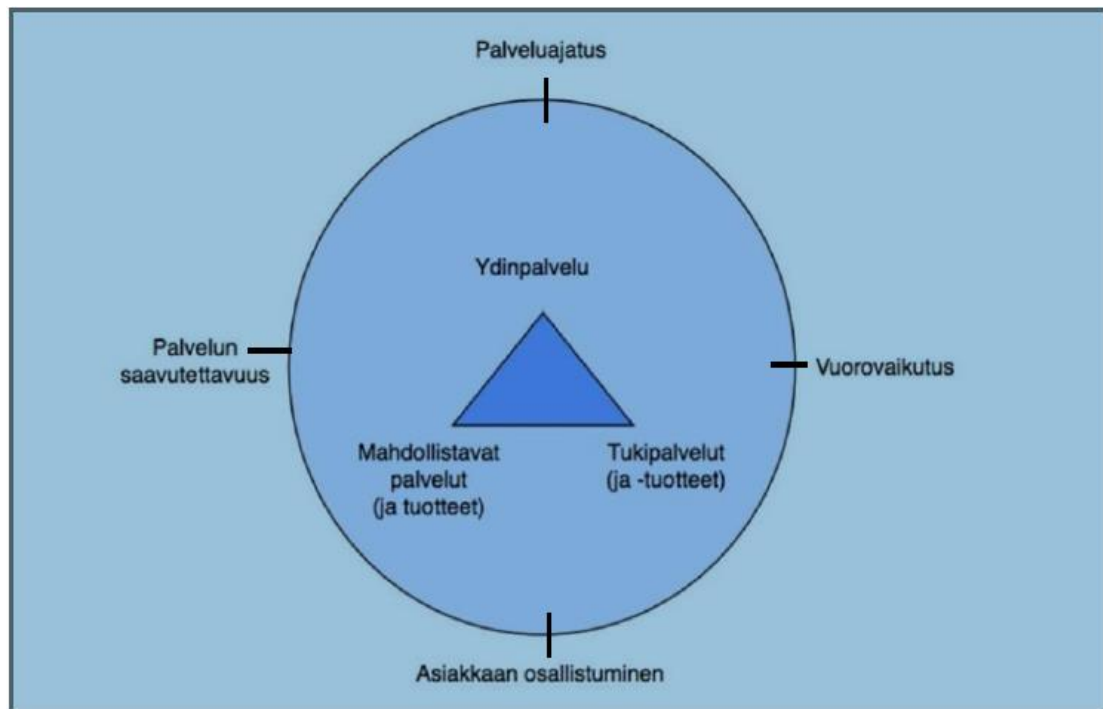 Palveluajatus
Ydinpalvelu
Palvelun
saavutettavuus
Vuorovaikutus
Mahdollistavat
palvelut
(ja tuotteet)
Tukipalvelut
(ja -tuotteet)
Asiakkaan osallistuminen